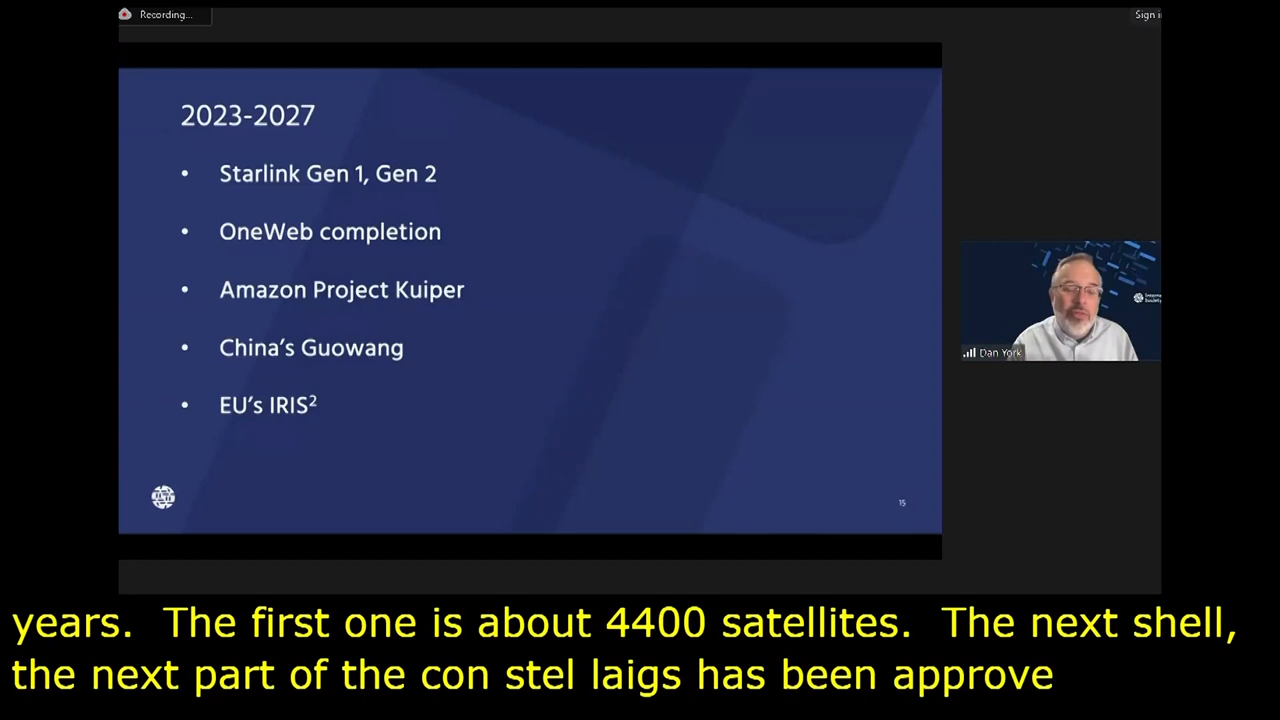 Recording...
Sign i
2023-2027
• Starlink Gen 1, Gen 2
• OneWeb completion
• Amazon Project Kuiper
• China's Guowang
• EU's IRIS²
15
Internet
Society
Dan York
years. The first one is about 4400 satellites. The next shell,
the next part of the con stel laigs has been approve